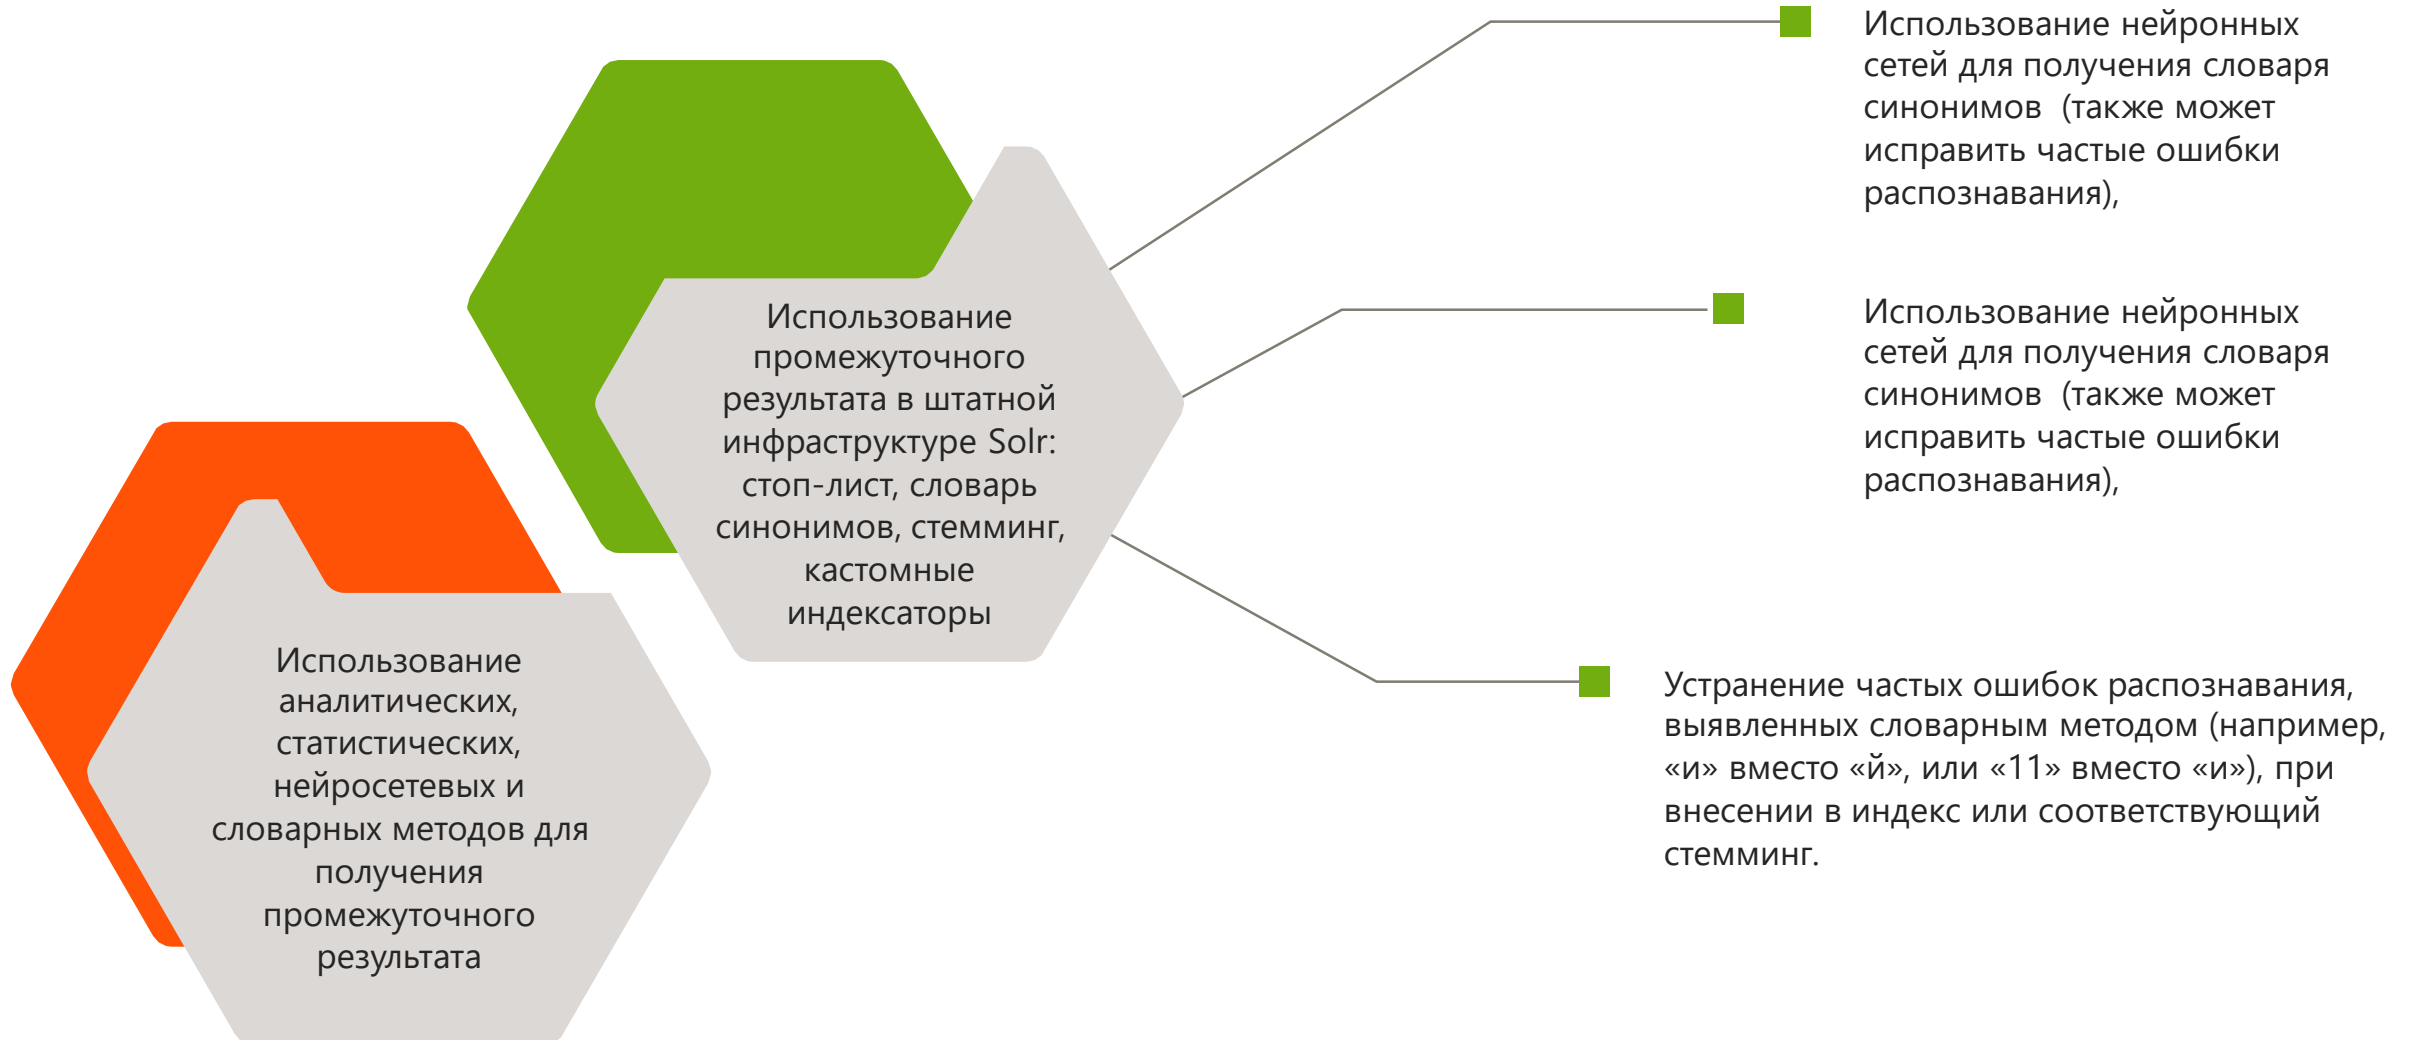 Использование нейронных
сетей для получения словаря
синонимов  (также может
исправить частые ошибки
распознавания),
Использование
промежуточного
результата в штатной
инфраструктуре Solr:
стоп-лист, словарь
синонимов, стемминг,
кастомные
индексаторы
Использование нейронных
сетей для получения словаря
синонимов  (также может
исправить частые ошибки
распознавания),
Использование
аналитических,
статистических,
нейросетевых и
словарных методов для
получения
промежуточного
результата
Устранение частых ошибок распознавания,
выявленных словарным методом (например,
«и» вместо «й», или «11» вместо «и»), при
внесении в индекс или соответствующий
стемминг.